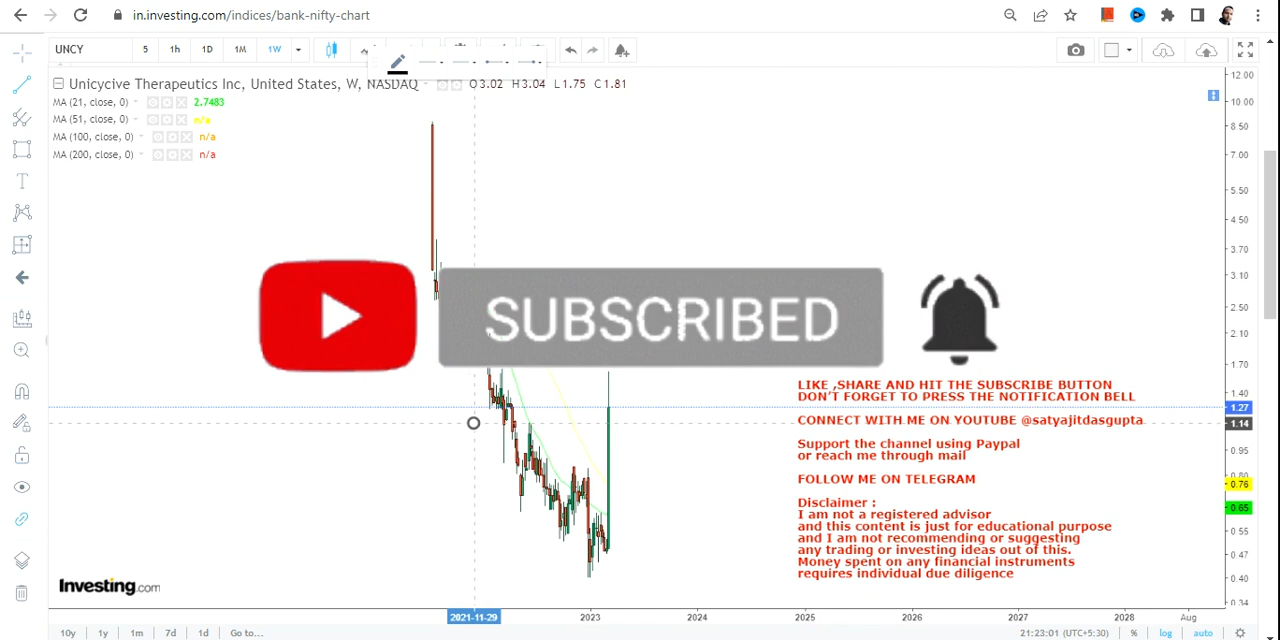 in.investing.com/indices/bank-nifty-chart
UNCY 5 1h 1D 1M 1W
Unicycive Therapeutics Inc, United States, W, NASDAQ O3.02 H3.04 L1.75 C1.81
MA (21, close, 0) 2.7483
MA (51, close, 0) n/a
MA (100, close, 0) n/a
MA (200, close, 0) n/a
12.00
10.00
8.50
7.00
5.50
4.50
3.70
3.10
2.50
2.10
1.70
1.40
1.27
1.14
0.95
0.80
0.76
0.65
0.55
0.47
0.40
0.34
SUBSCRIBED
LIKE ,SHARE AND HIT THE SUBSCRIBE BUTTON
DON'T FORGET TO PRESS THE NOTIFICATION BELL
CONNECT WITH ME ON YOUTUBE @satyajitdasgupta
Support the channel using Paypal
or reach me through mail
FOLLOW ME ON TELEGRAM
Disclaimer :
I am not a registered advisor
and this content is just for educational purpose
and I am not recommending or suggesting
any trading or investing ideas out of this.
Money spent on any financial instruments
requires individual due diligence
Investing.com
2021-11-29 2023 2024 2025 2026 2027 2028 Aug
10y 1y 1m 7d 1d Go to... 21:23:01 (UTC+5:30) % log auto